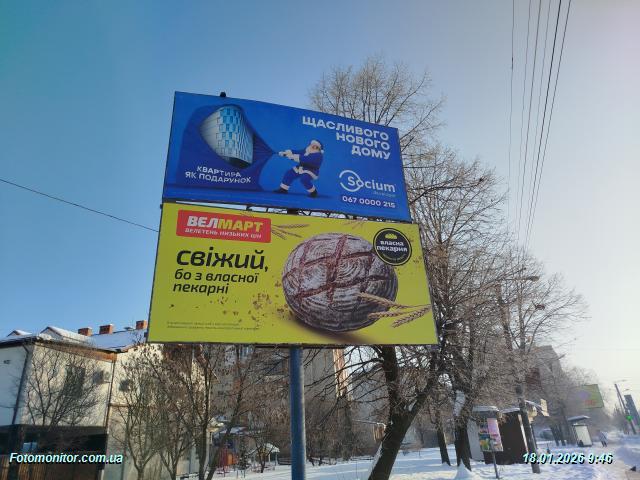 ЩАСЛИВОГО
НОВОГО
ДОМУ
КВАРТИРА
ЯК ПОДАРУНОК
Socium
067 0000 215
ВЕЛМАРТ
ВЕЛЕТЕНЬ НИЗЬКИХ ЦІН
свіжий,
бо з власної
пекарні
власна
пекарня
Fotomonitor.com.ua
18.01.2026 9:46